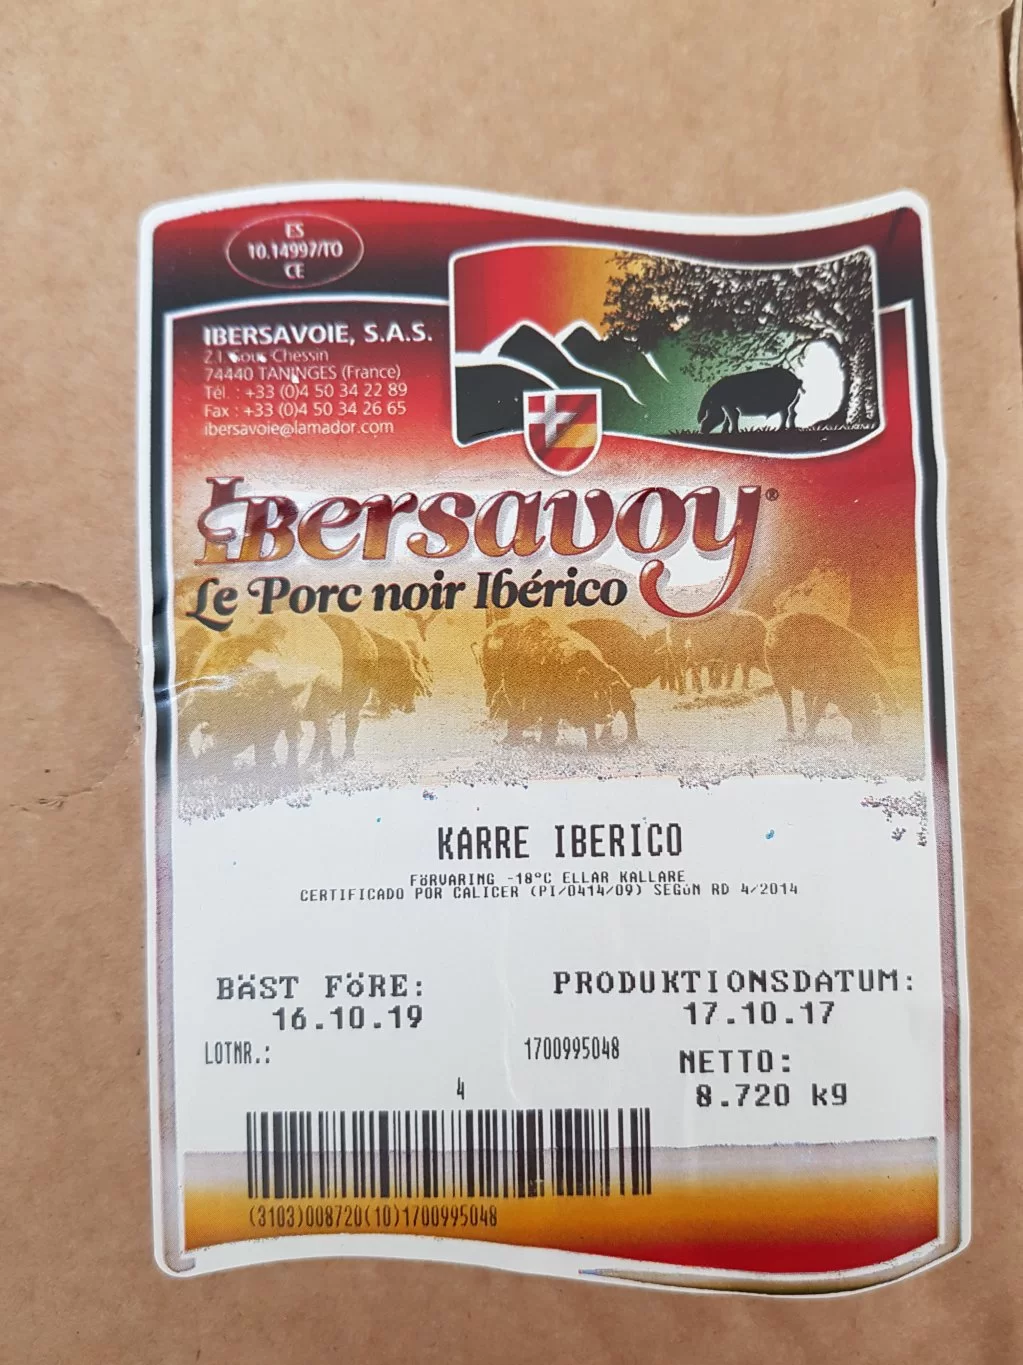 ES
10.14997/TO
CE
IBERSAVOIE, S.A.S.
Sous Chessin
74440 TANINGES (France)
Tél. : +33 (0)4 50 34 22 89
Fax : +33 (0)4 50 34 26 65
ibersavoie@lamador.com
Ibersavoy®
Le Porc noir Ibérico
KARRE IBERICO
FöRVARING -18ºC ELLAR KALLARE
CERTIFICADO POR CALICER (PI/0414/09) SEGúN RD 4/2014
BÄST FÖRE:
16.10.19
PRODUKTIONSDATUM:
17.10.17
LOTNR.:
1700995048
NETTO:
8.720 kg
4
(3103)008720(10)1700995048